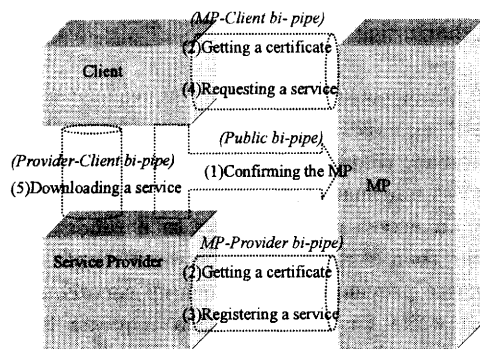 (MP-Client bi- pipe)
(2)Getting a certificate
Client
(4)Requesting a service
(Public bi-pipe)
(Provider-Client bi-pipe)
(1)Confirming the MP
(5)Downloading a service
MP
MP-Provider bi-pipe)
Service Provider
(2)Getting a certificate
(3)Registering a service